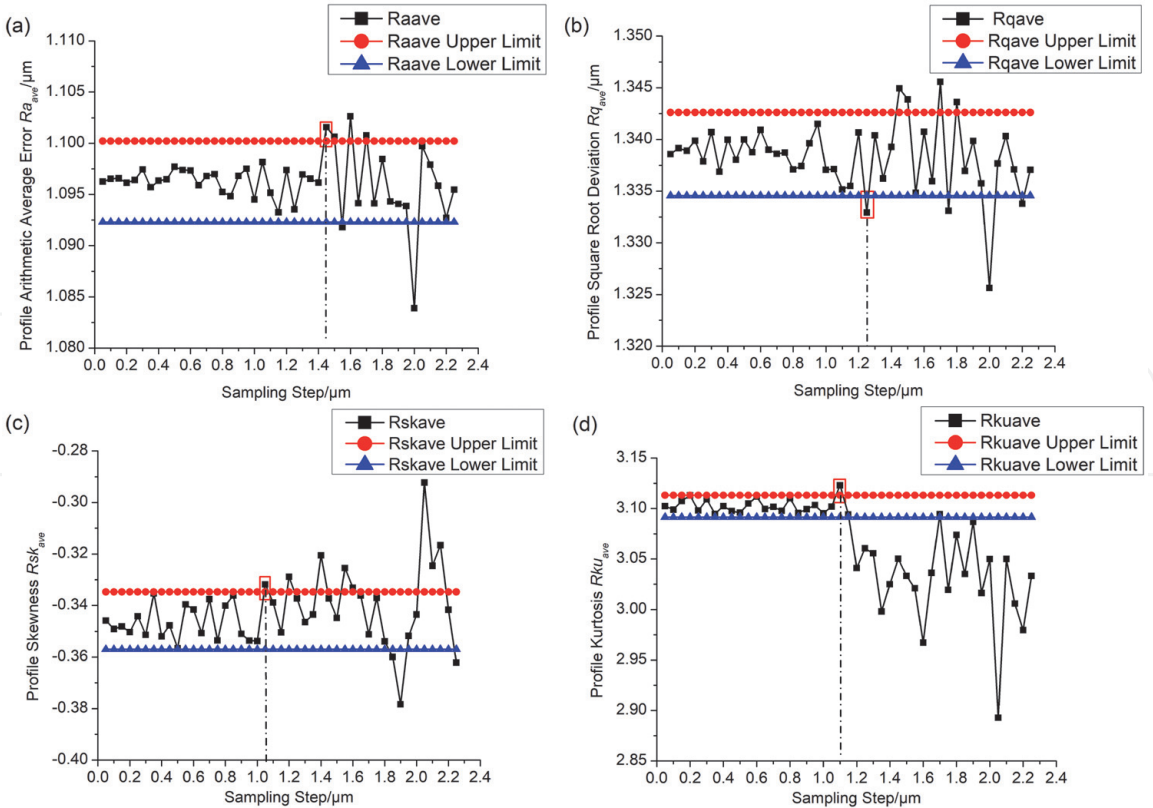 (a)
Raave
Raave Upper Limit
Raave Lower Limit
Profile Arithmetic Average Error Ra ave/μm
1.110
1.105
1.100
1.095
1.090
1.085
1.080
0.0 0.2 0.4 0.6 0.8 1.0 1.2 1.4 1.6 1.8 2.0 2.2 2.4
Sampling Step/μm
(b)
Rqave
Rqave Upper Limit
Rqave Lower Limit
Profile Square Root Deviation Rq ave/μm
1.350
1.345
1.340
1.335
1.330
1.325
1.320
0.0 0.2 0.4 0.6 0.8 1.0 1.2 1.4 1.6 1.8 2.0 2.2 2.4
Sampling Step/μm
(c)
Rskave
Rskave Upper Limit
Rskave Lower Limit
Profile Skewness Rsk ave
-0.28
-0.30
-0.32
-0.34
-0.36
-0.38
-0.40
0.0 0.2 0.4 0.6 0.8 1.0 1.2 1.4 1.6 1.8 2.0 2.2 2.4
Sampling Step/μm
(d)
Rkuave
Rkuave Upper Limit
Rkuave Lower Limit
Profile Kurtosis Rku ave
3.15
3.10
3.05
3.00
2.95
2.90
2.85
0.0 0.2 0.4 0.6 0.8 1.0 1.2 1.4 1.6 1.8 2.0 2.2 2.4
Sampling Step/μm